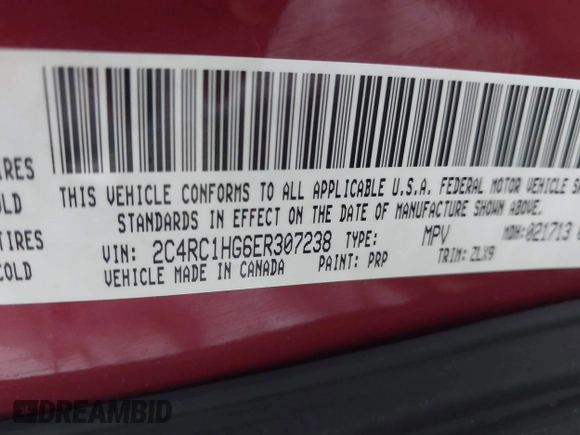 THIS VEHICLE CONFORMS TO ALL APPLICABLE U.S.A. FEDERAL MOTOR VEHICLE
IRES
STANDARDS IN EFFECT ON THE DATE OF MANUFACTURE SHOWN ABOVE.
OLD
VIN: 2C4RC1HG6ER307238 TYPE: MPV MDH: 021713
TIRES
VEHICLE MADE IN CANADA PAINT: PRP TRIM: ZLX9
COLD
DREAMBID